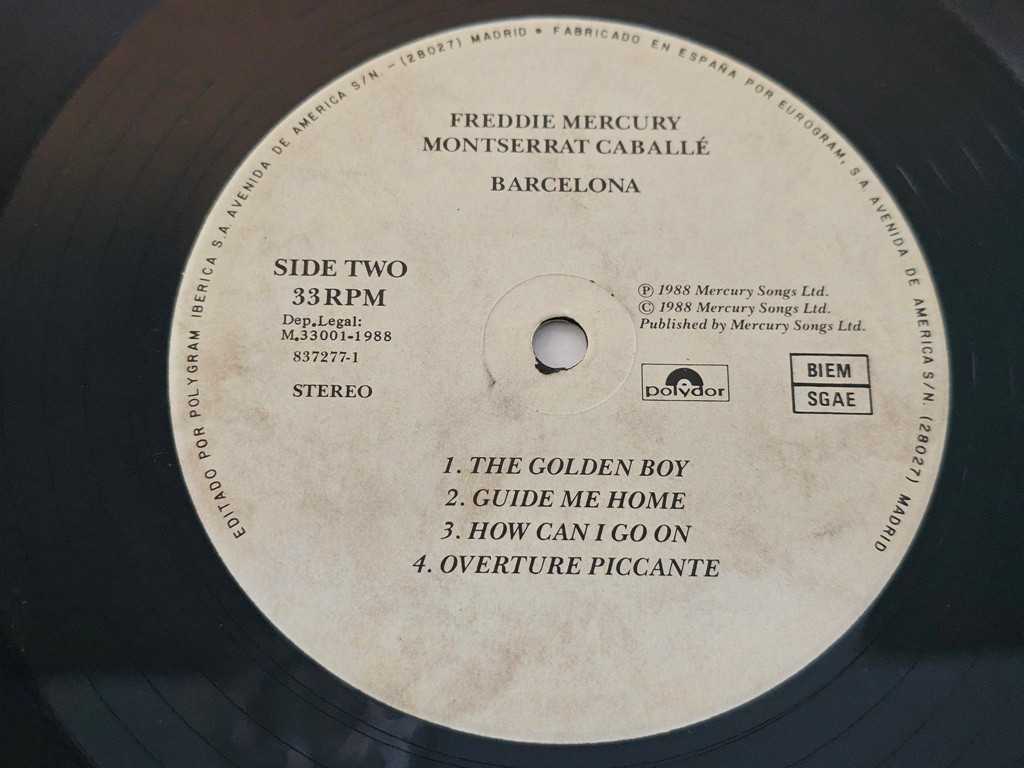 EDITADO POR POLYGRAM IBERICA S.A. AVENIDA DE AMERICA S/N. - (28027) MADRID • FABRICADO EN ESPAÑA POR EUROGRAM, S.A. AVENIDA DE AMERICA S/N. (28027) MADRID
FREDDIE MERCURY
MONTSERRAT CABALLÉ
BARCELONA
SIDE TWO
33RPM
Dep.Legal:
M.33001-1988
837277-1
STEREO
Ⓟ 1988 Mercury Songs Ltd.
© 1988 Mercury Songs Ltd.
Published by Mercury Songs Ltd.
polydor
BIEM
SGAE
1. THE GOLDEN BOY
2. GUIDE ME HOME
3. HOW CAN I GO ON
4. OVERTURE PICCANTE